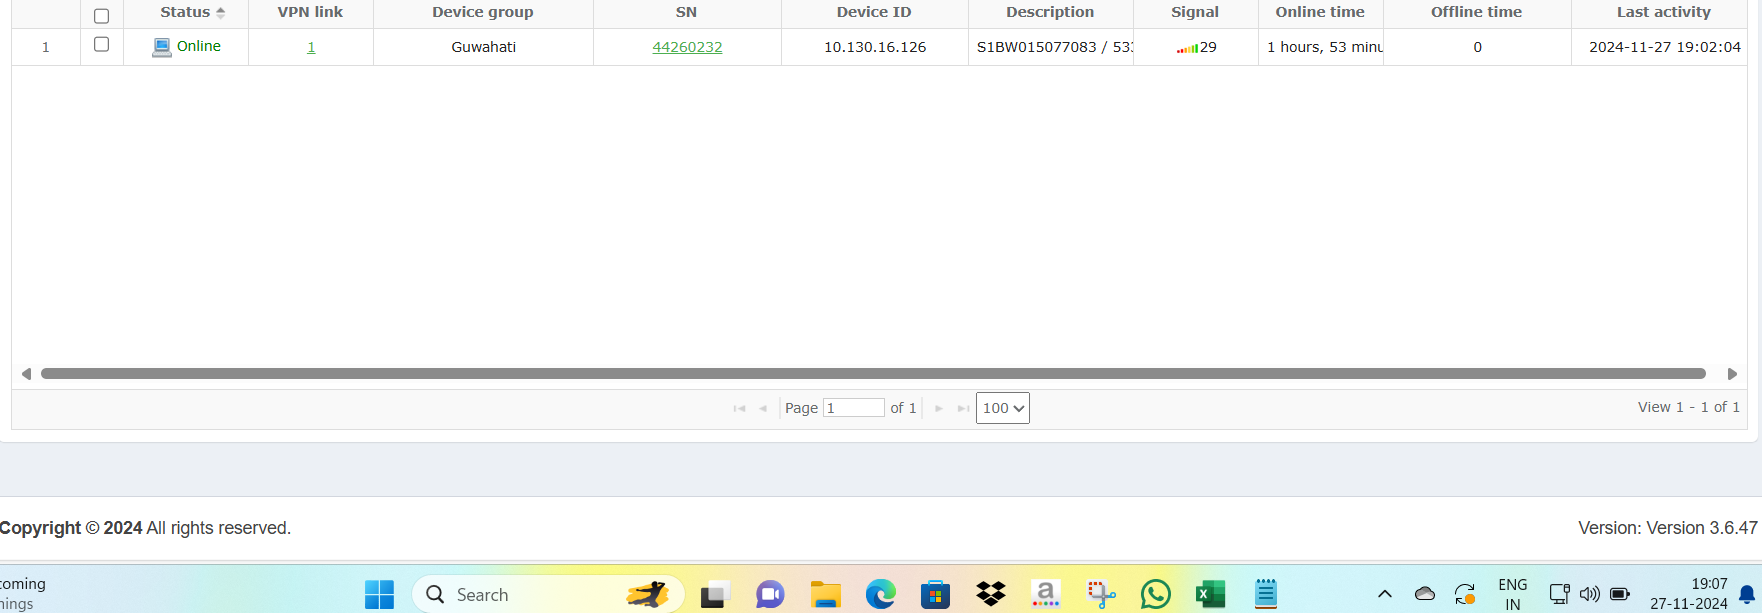 Status VPN link Device group SN Device ID Description Signal Online time Offline time Last activity
1 Online 1 Guwahati 44260232 10.130.16.126 S1BW015077083 / 53 29 1 hours, 53 minu 0 2024-11-27 19:02:04
Page 1 of 1 100 View 1 - 1 of 1
Copyright © 2024 All rights reserved. Version: Version 3.6.47
coming
Search
ENG
IN
19:07
27-11-2024